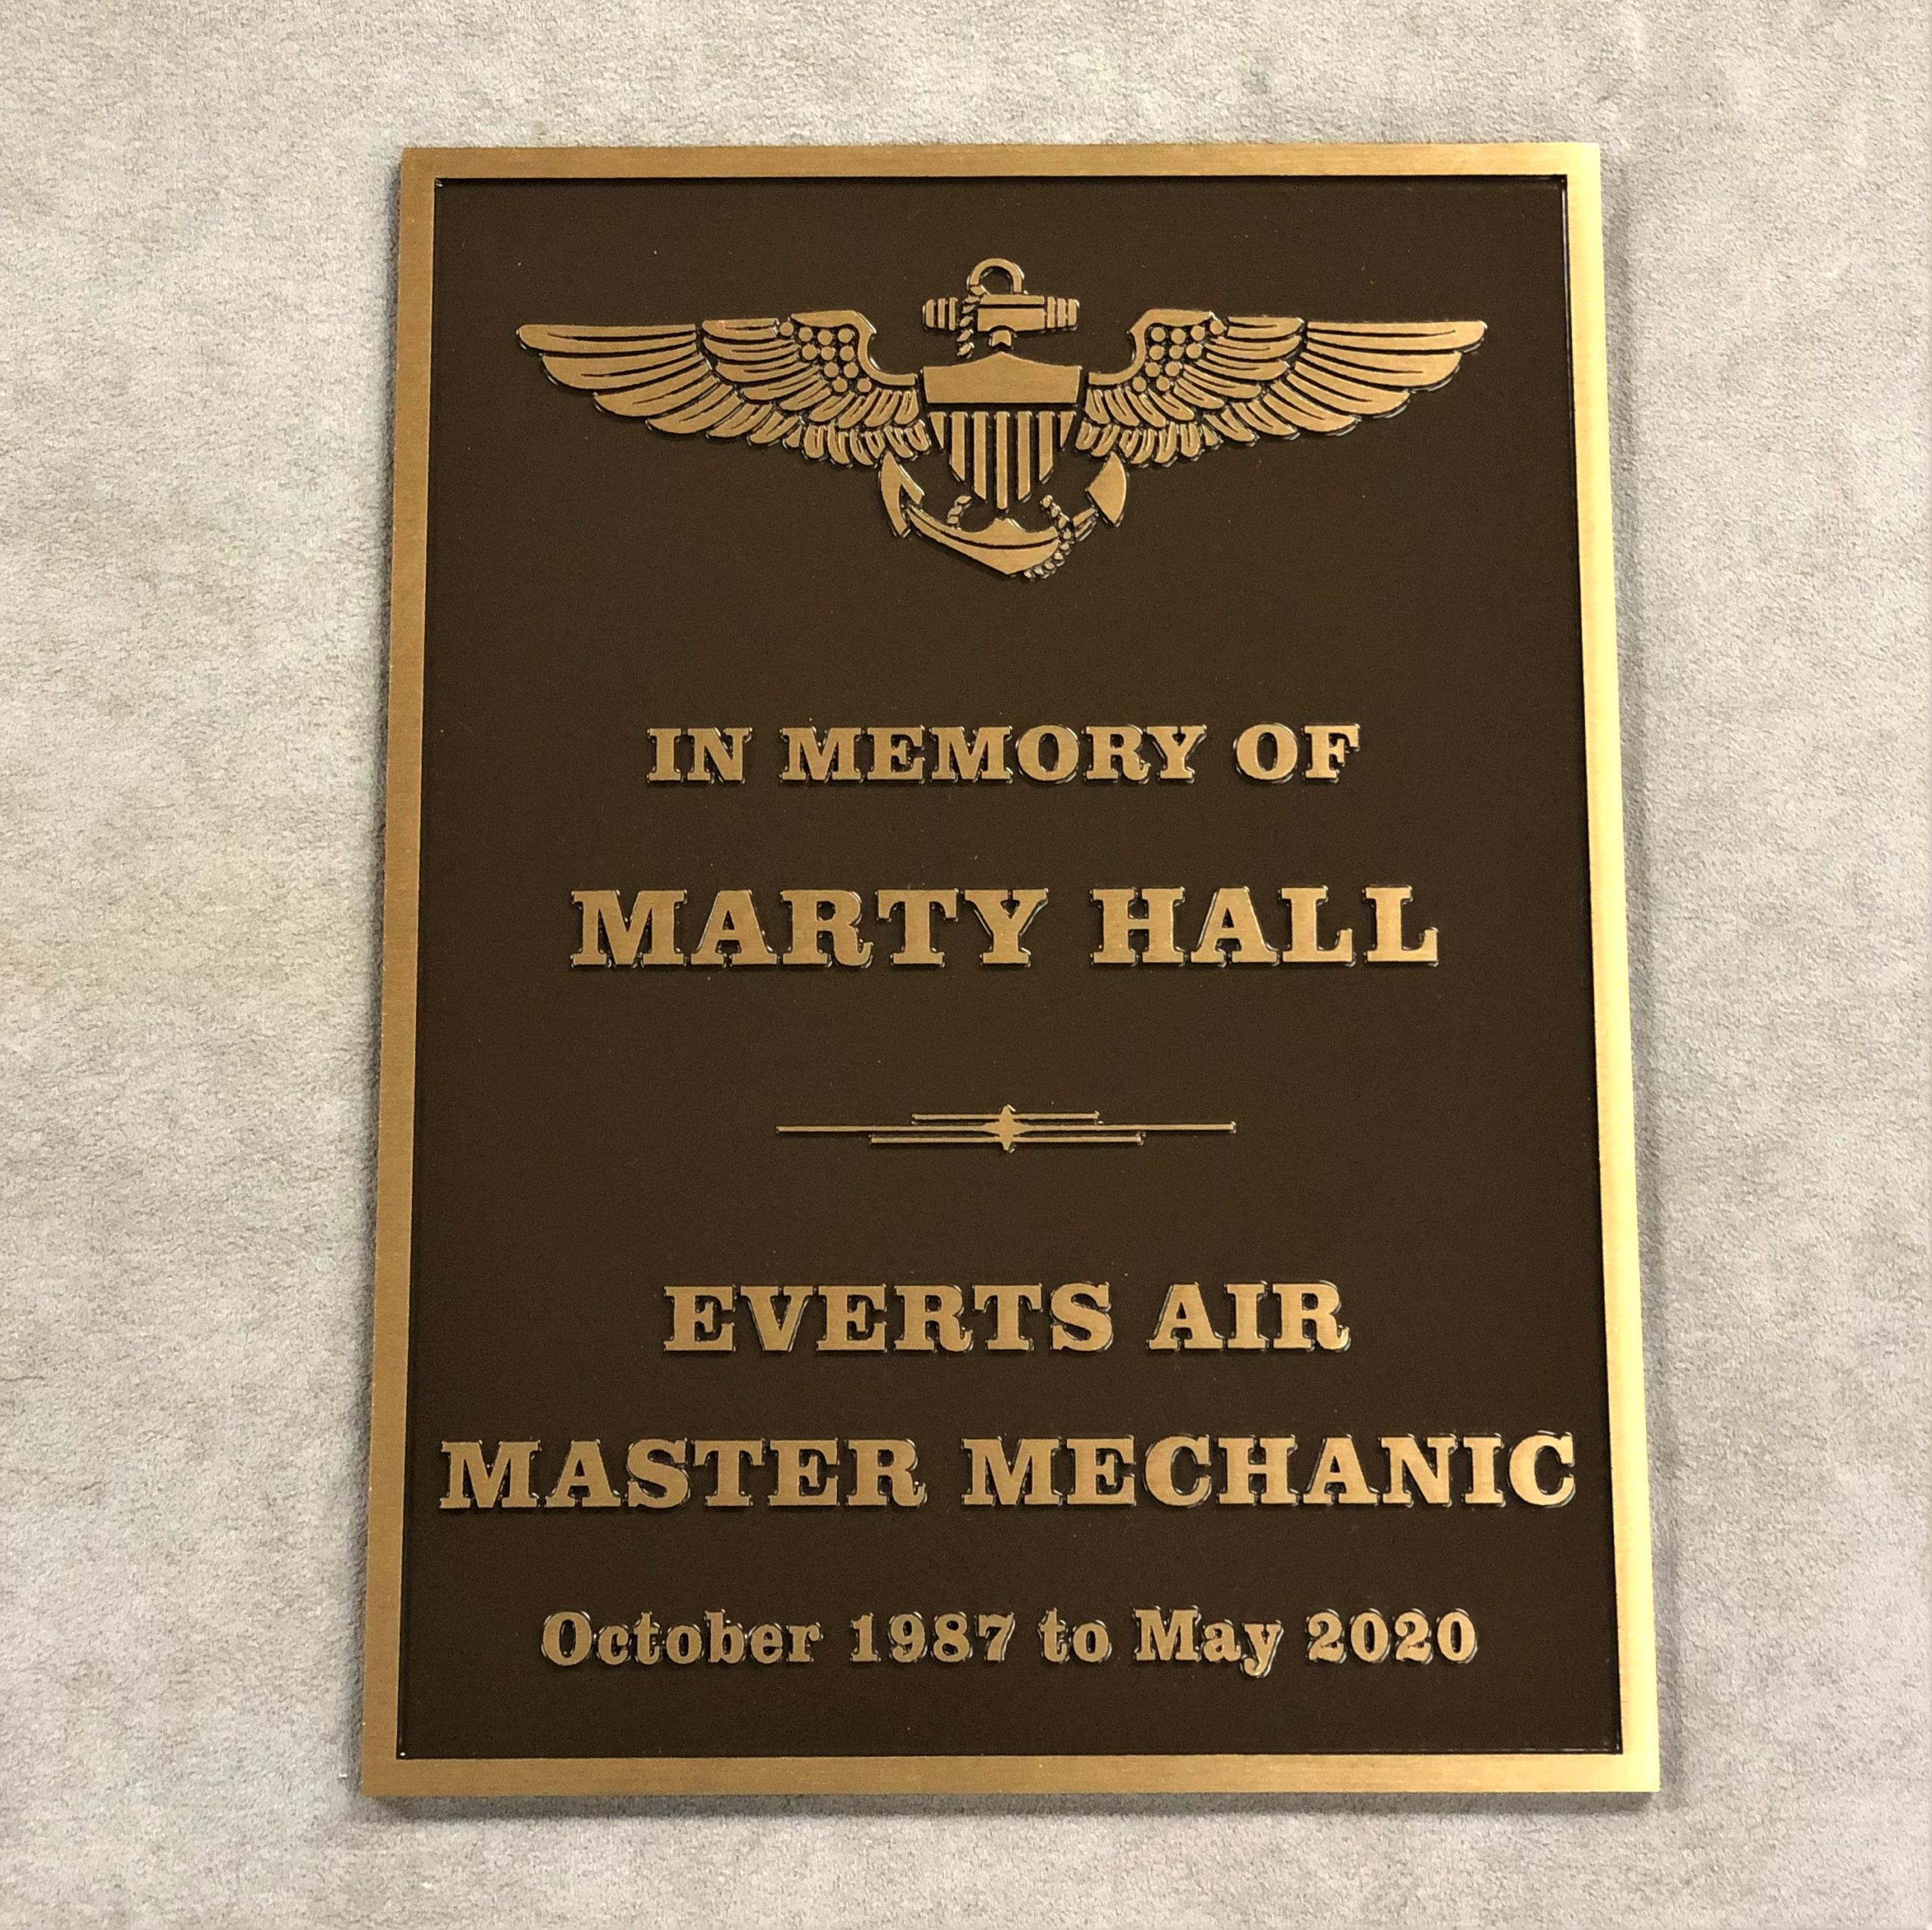 IN MEMORY OF
MARTY HALL
EVERTS AIR
MASTER MECHANIC
October 1987 to May 2020